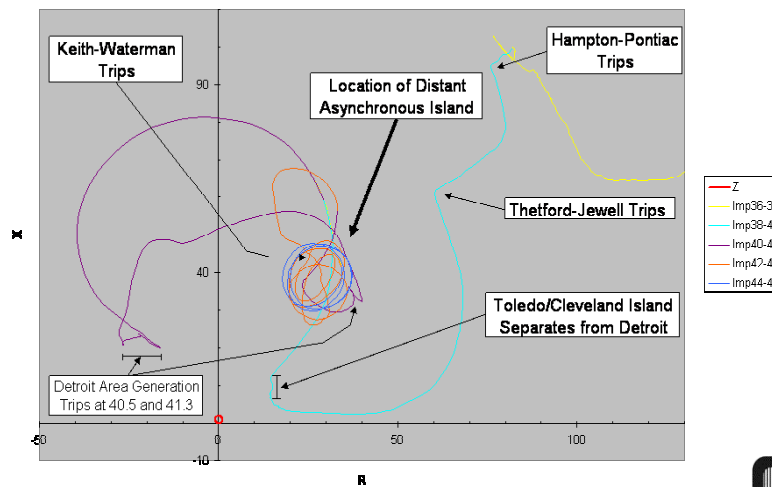 Keith-Waterman
Trips
Location of Distant
Asynchronous Island
Hampton-Pontiac
Trips
Thetford-Jewell Trips
Toledo/Cleveland Island
Separates from Detroit
Detroit Area Generation
Trips at 40.5 and 41.3
90
40
-10
-50
0
50
100
X
R
Z
Imp36-3
Imp38-4
Imp40-4
Imp42-4
Imp44-4